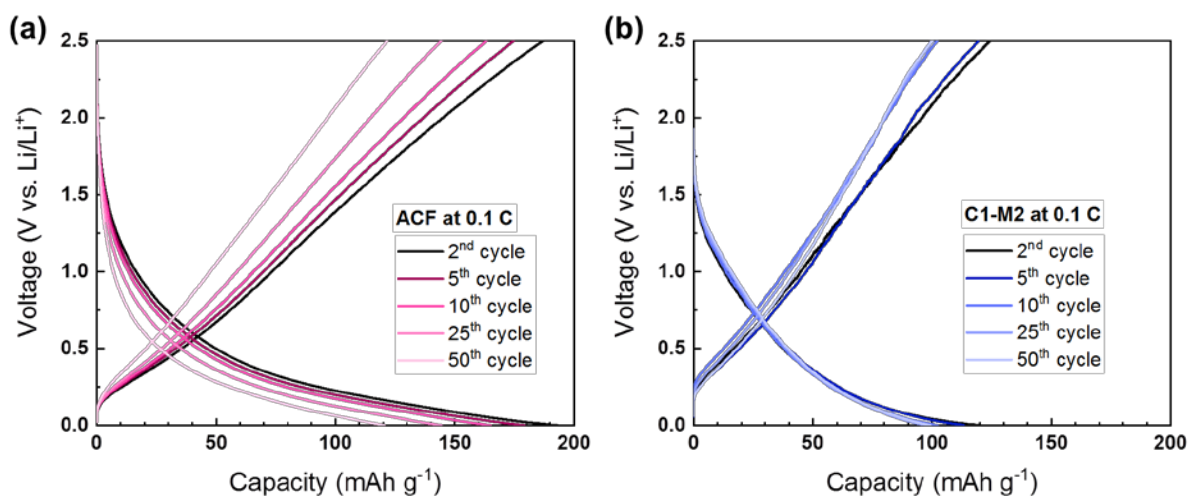 (a)
2.5
2.0
1.5
1.0
0.5
0.0
Voltage (V vs. Li/Li⁺)
ACF at 0.1 C
2ⁿᵈ cycle
5ᵗʰ cycle
10ᵗʰ cycle
25ᵗʰ cycle
50ᵗʰ cycle
0 50 100 150 200
Capacity (mAh g⁻¹)
(b)
2.5
2.0
1.5
1.0
0.5
0.0
Voltage (V vs. Li/Li⁺)
C1-M2 at 0.1 C
2ⁿᵈ cycle
5ᵗʰ cycle
10ᵗʰ cycle
25ᵗʰ cycle
50ᵗʰ cycle
0 50 100 150 200
Capacity (mAh g⁻¹)